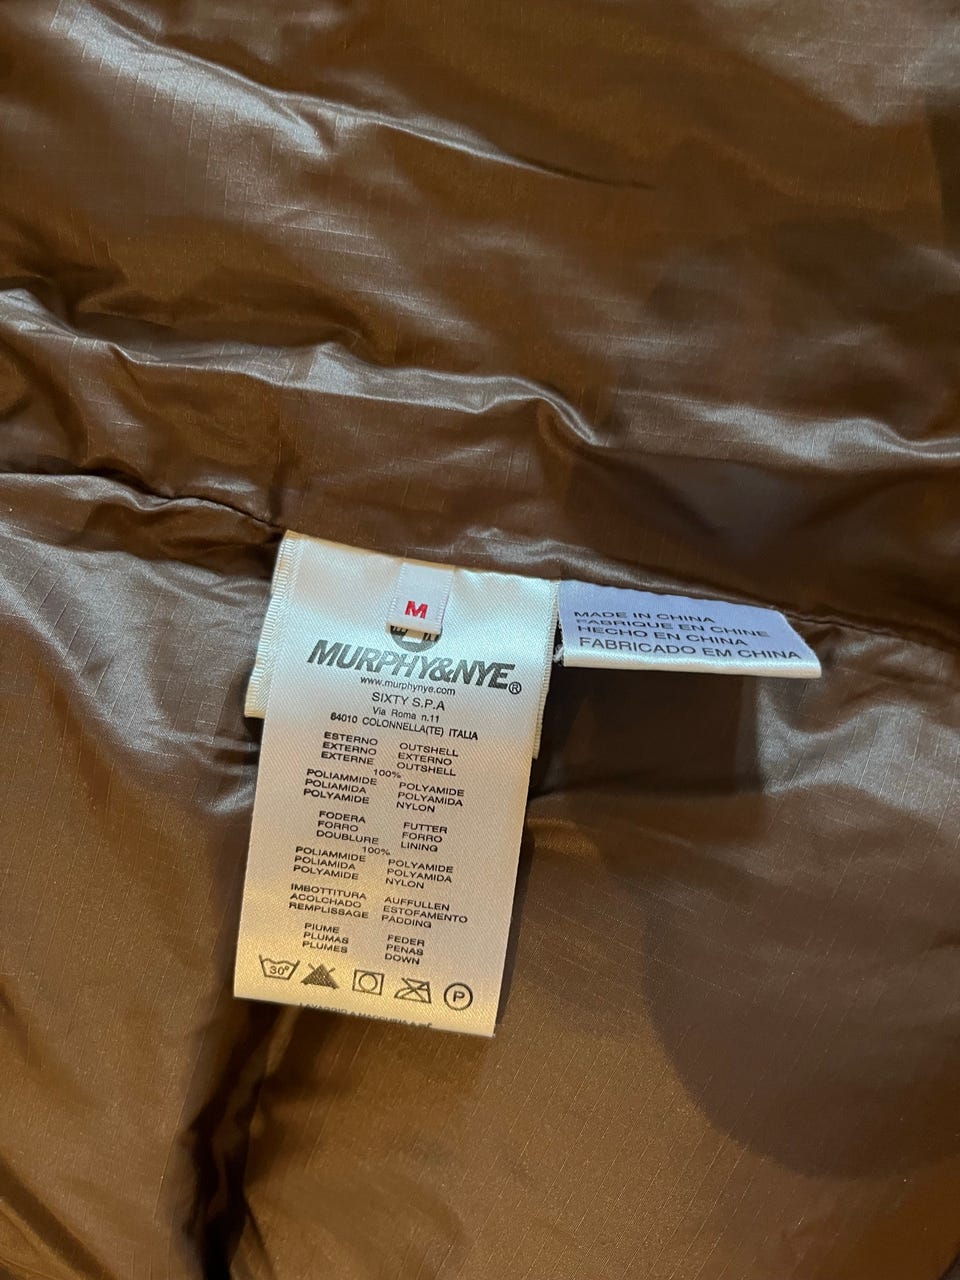 M
MURPHY&NYE®
www.murphynye.com
SIXTY S.P.A
Via Roma n.11
64010 COLONNELLA(TE) ITALIA
ESTERNO OUTSHELL
EXTERNO EXTERNO
EXTERNE OUTSHELL
100%
POLIAMMIDE POLYAMIDE
POLIAMIDA POLYAMIDA
POLYAMIDE NYLON
FODERA FUTTER
FORRO FORRO
DOUBLURE LINING
100%
POLIAMMIDE POLYAMIDE
POLIAMIDA POLYAMIDA
POLYAMIDE NYLON
IMBOTTITURA AUFFULLEN
ACOLCHADO ESTOFAMENTO
REMPLISSAGE PADDING
PIUME FEDER
PLUMAS PENAS
PLUMES DOWN
30° P
MADE IN CHINA
FABRIQUE EN CHINE
HECHO EN CHINA
FABRICADO EM CHINA